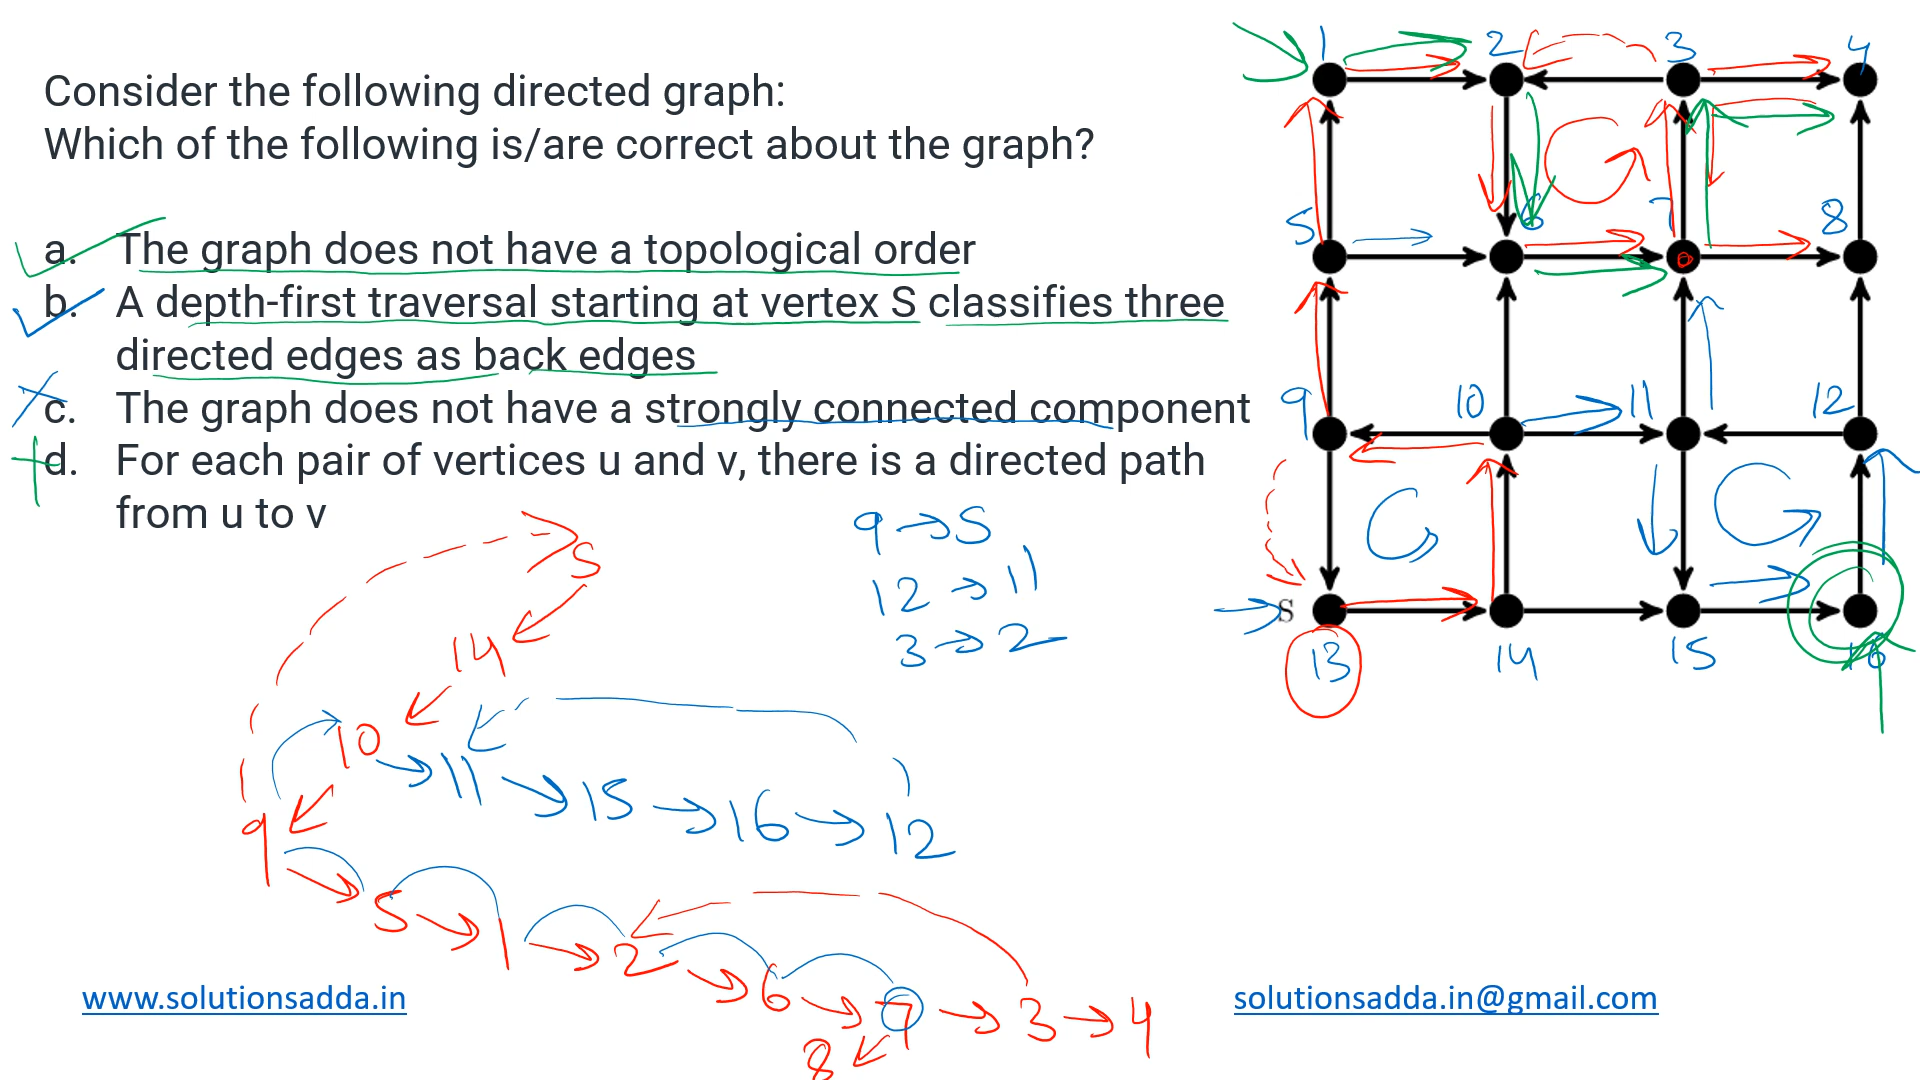 Consider the following directed graph:
Which of the following is/are correct about the graph?
a. The graph does not have a topological order
b. A depth-first traversal starting at vertex S classifies three
directed edges as back edges
c. The graph does not have a strongly connected component
d. For each pair of vertices u and v, there is a directed path
from u to v
1 2 3 4
5 6 7 8
9 10 11 12
S
13 14 15 16
9 → S
12 → 11
3 → 2
S
14
10 → 11 → 15 → 16 → 12
9 → 5 → 1 → 2 → 6 → 7 → 3 → 4
8
www.solutionsadda.in
solutionsadda.in@gmail.com